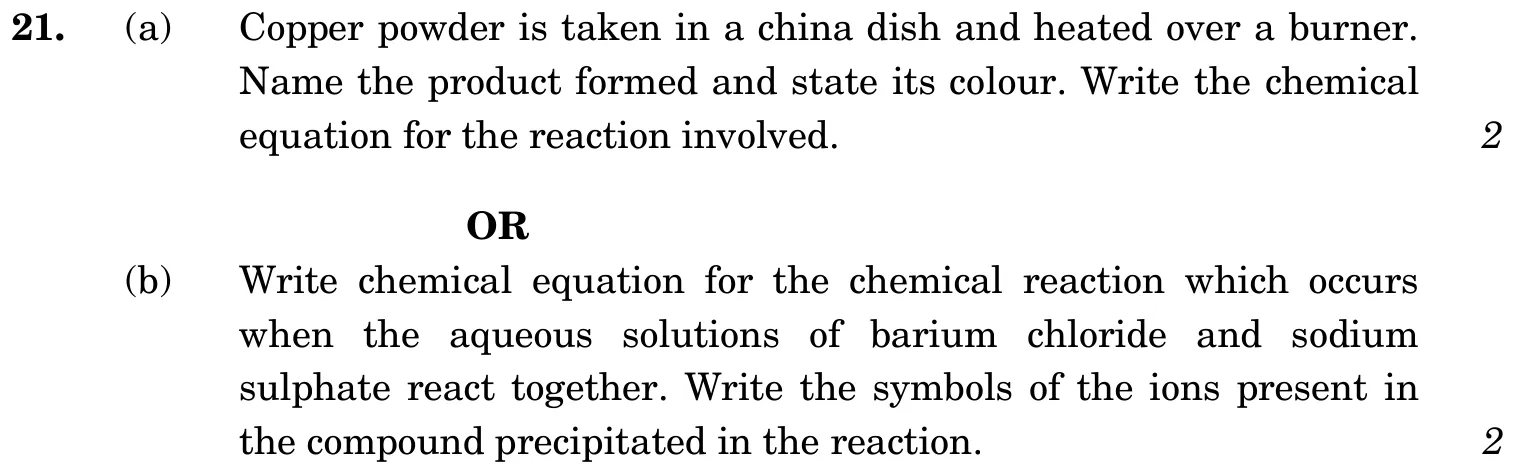 21. (a) Copper powder is taken in a china dish and heated over a burner.
Name the product formed and state its colour. Write the chemical
equation for the reaction involved. 2
OR
(b) Write chemical equation for the chemical reaction which occurs
when the aqueous solutions of barium chloride and sodium
sulphate react together. Write the symbols of the ions present in
the compound precipitated in the reaction. 2